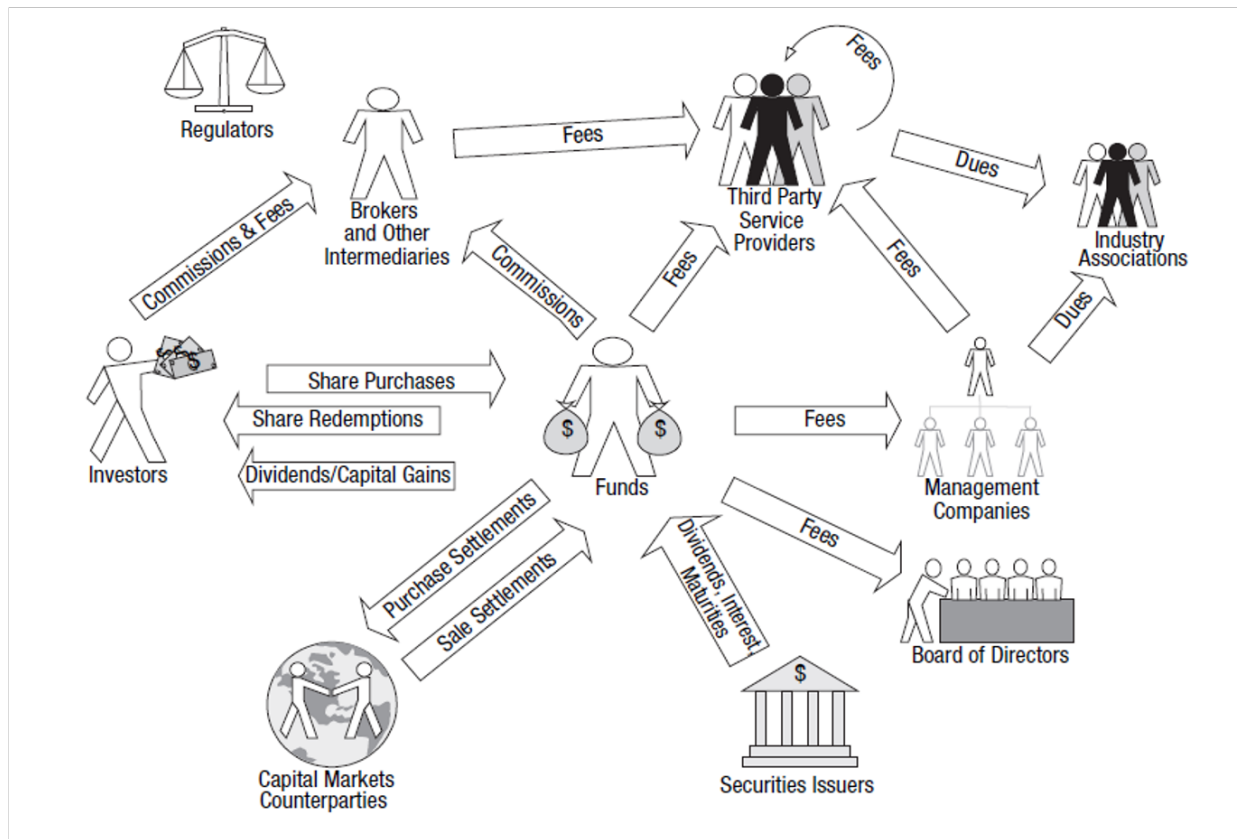 Fees
Regulators
Fees
Dues
Brokers
and Other
Intermediaries
Third Party
Service
Providers
Industry
Associations
Commissions & Fees
Commissions
Fees
Fees
Dues
Share Purchases
Share Redemptions
Fees
Investors
Dividends/Capital Gains
$
$
Funds
Management
Companies
Purchase Settlements
Sale Settlements
Dividends, Interest,
Maturities
Fees
Board of Directors
$
Capital Markets
Counterparties
Securities Issuers